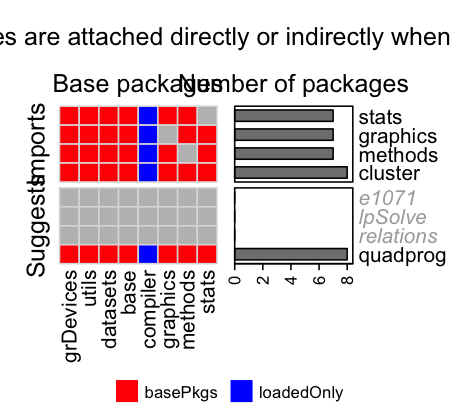 es are attached directly or indirectly when
Base packages
Number of packages
Imports
stats
graphics
methods
cluster
Suggests
e1071
lpSolve
relations
quadprog
grDevices
utils
datasets
base
compiler
graphics
methods
stats
0
2
4
6
8
basePkgs
loadedOnly